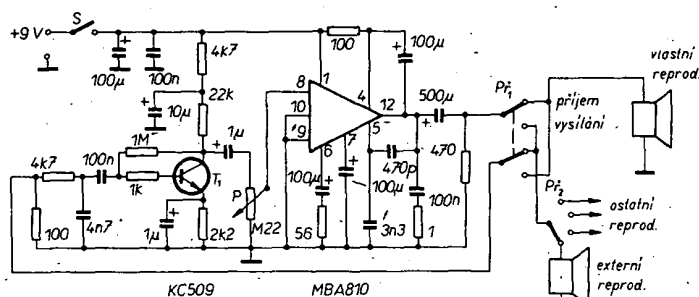 +9 V
S
100μ
100n
4k7
10μ
22k
1M
4k7
100n
1k
T1
1μ
P
M22
100
4n7
1μ
2k2
KC509
100
100μ
1
4
8
10
9
12
5
6
7
470p
500μ
100μ
100μ
100n
56
3n3
1
470
MBA810
Př1
příjem
vysílání
Př2
vlastní
reprod.
ostatní
reprod.
externí
reprod.